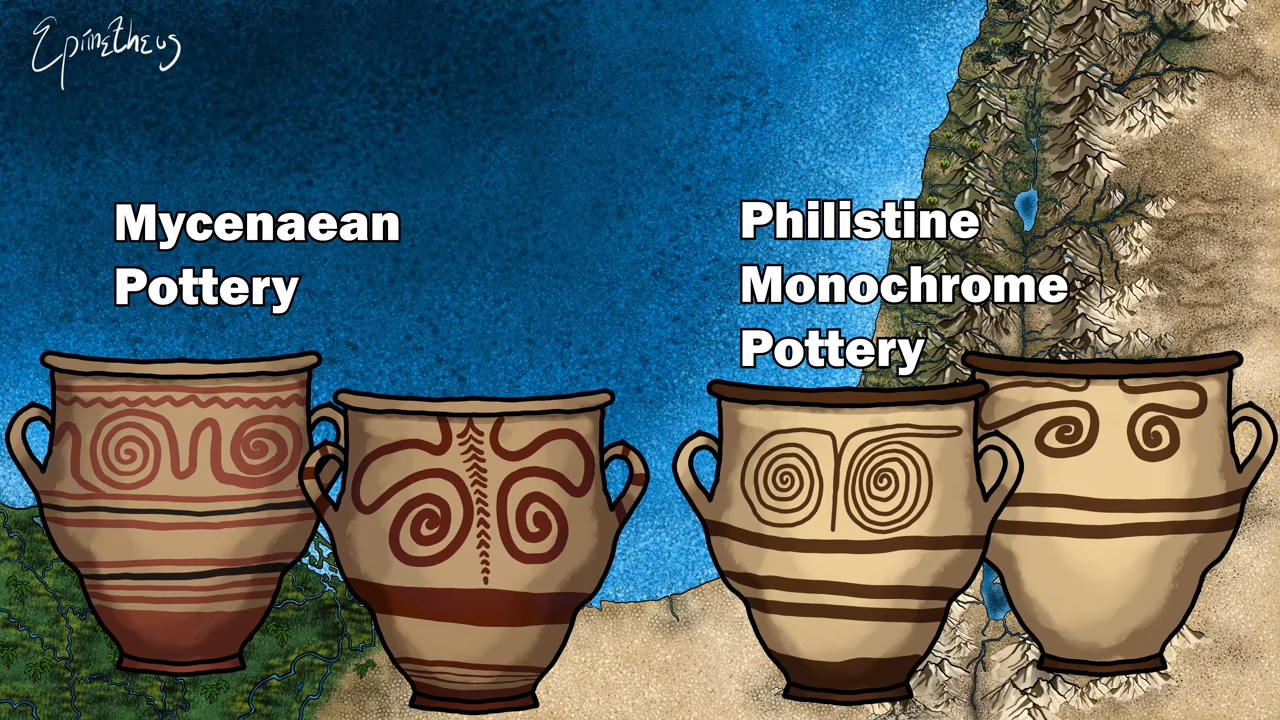 Epimetheus
Mycenaean
Pottery
Philistine
Monochrome
Pottery